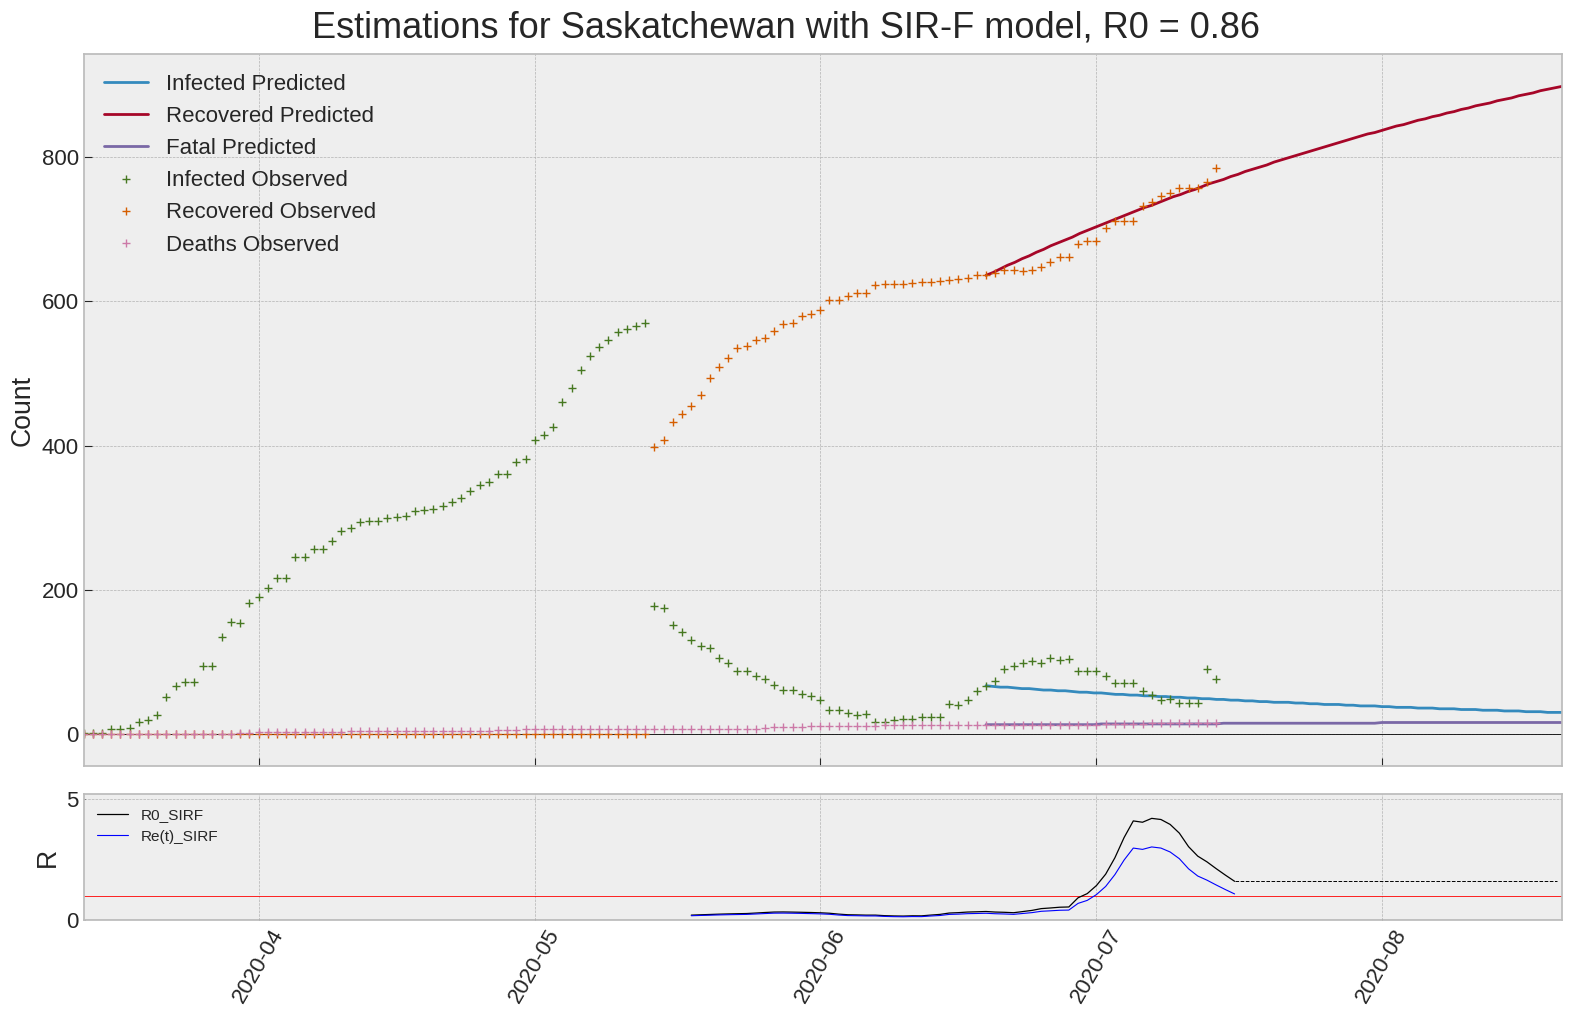 Estimations for Saskatchewan with SIR-F model, R0 = 0.86
Infected Predicted
Recovered Predicted
Fatal Predicted
Infected Observed
Recovered Observed
Deaths Observed
Count
800
600
400
200
0
R0_SIRF
Re(t)_SIRF
R
5
0
2020-04
2020-05
2020-06
2020-07
2020-08